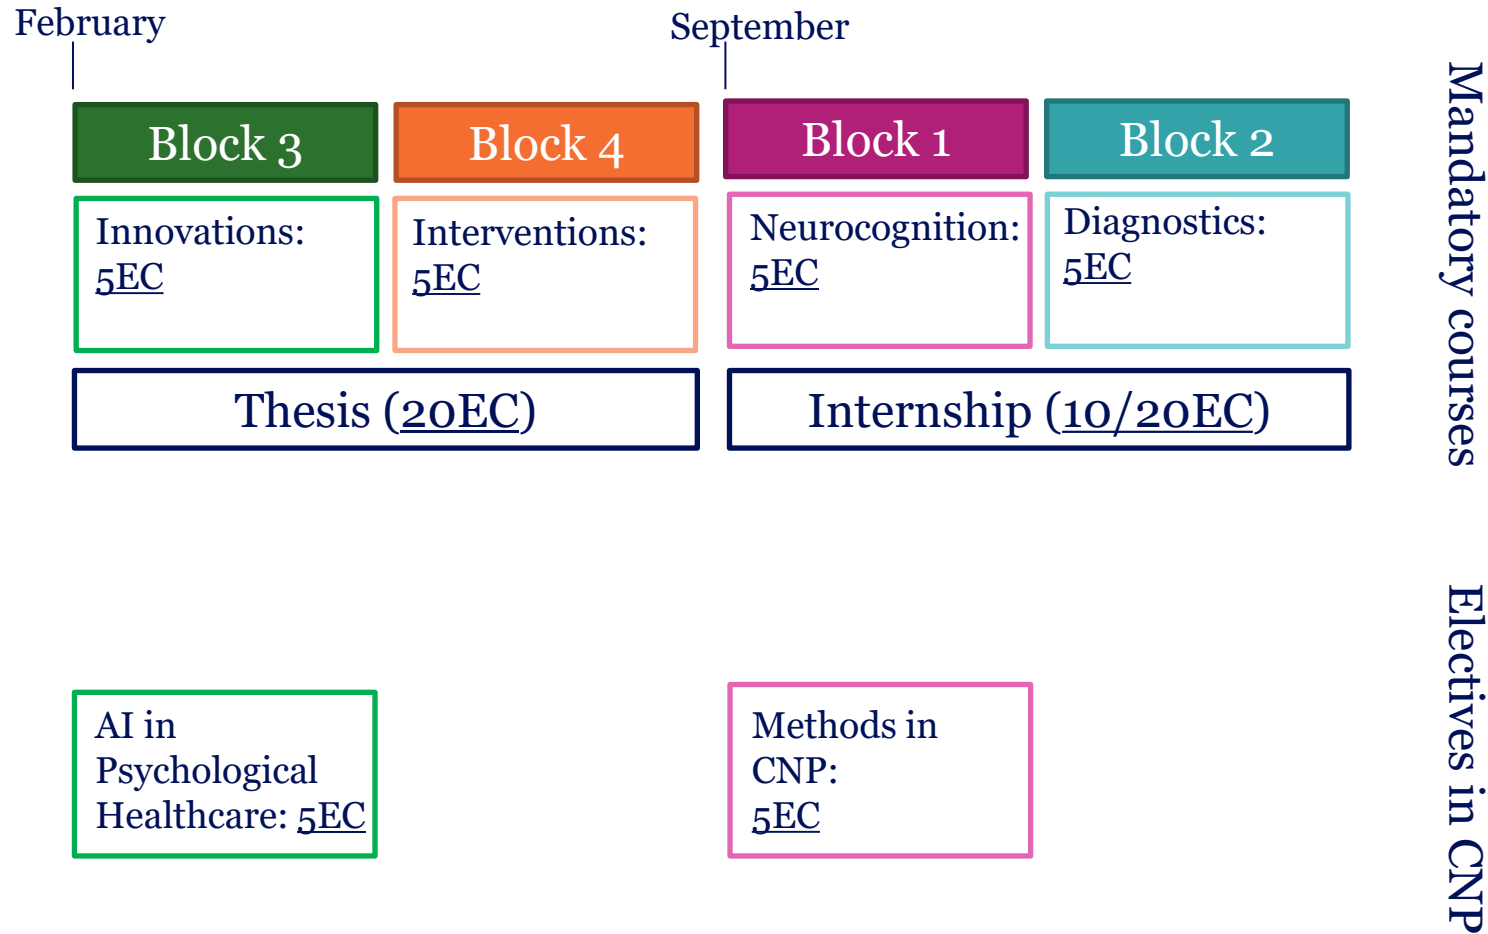 February
September
Block 3
Block 4
Block 1
Block 2
Innovations:
5EC
Interventions:
5EC
Neurocognition:
5EC
Diagnostics:
5EC
Thesis (20EC)
Internship (10/20EC)
Mandatory courses
AI in
Psychological
Healthcare: 5EC
Methods in
CNP:
5EC
Electives in CNP